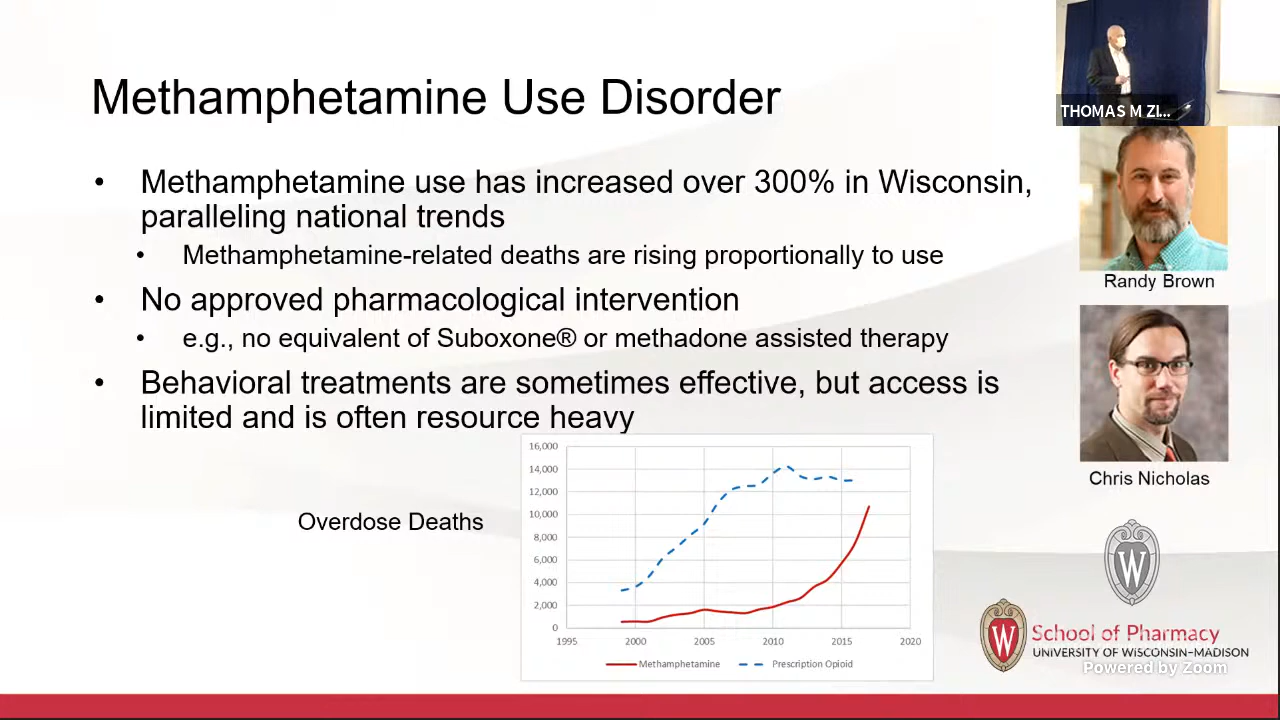 Methamphetamine Use Disorder
THOMAS M ZI...
• Methamphetamine use has increased over 300% in Wisconsin,
paralleling national trends
• Methamphetamine-related deaths are rising proportionally to use
• No approved pharmacological intervention
• e.g., no equivalent of Suboxone® or methadone assisted therapy
• Behavioral treatments are sometimes effective, but access is
limited and is often resource heavy
Randy Brown
Chris Nicholas
Overdose Deaths
16,000
14,000
12,000
10,000
8,000
6,000
4,000
2,000
0
1995 2000 2005 2010 2015 2020
Methamphetamine Prescription Opioid
W
W
School of Pharmacy
UNIVERSITY OF WISCONSIN–MADISON
Powered by Zoom